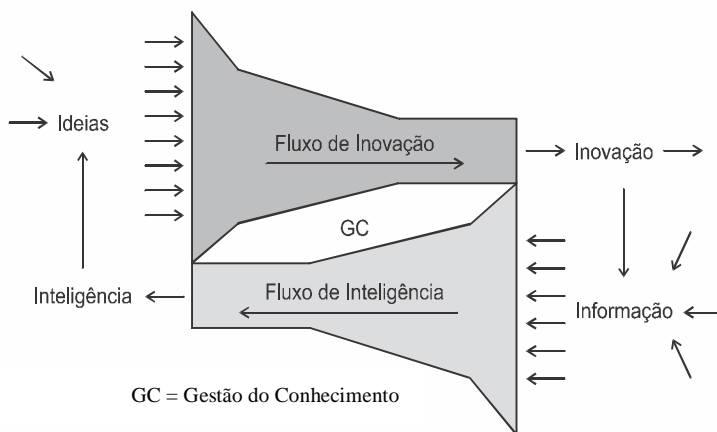 Ideias
Fluxo de Inovação
Inovação
GC
Inteligência
Fluxo de Inteligência
Informação
GC = Gestão do Conhecimento